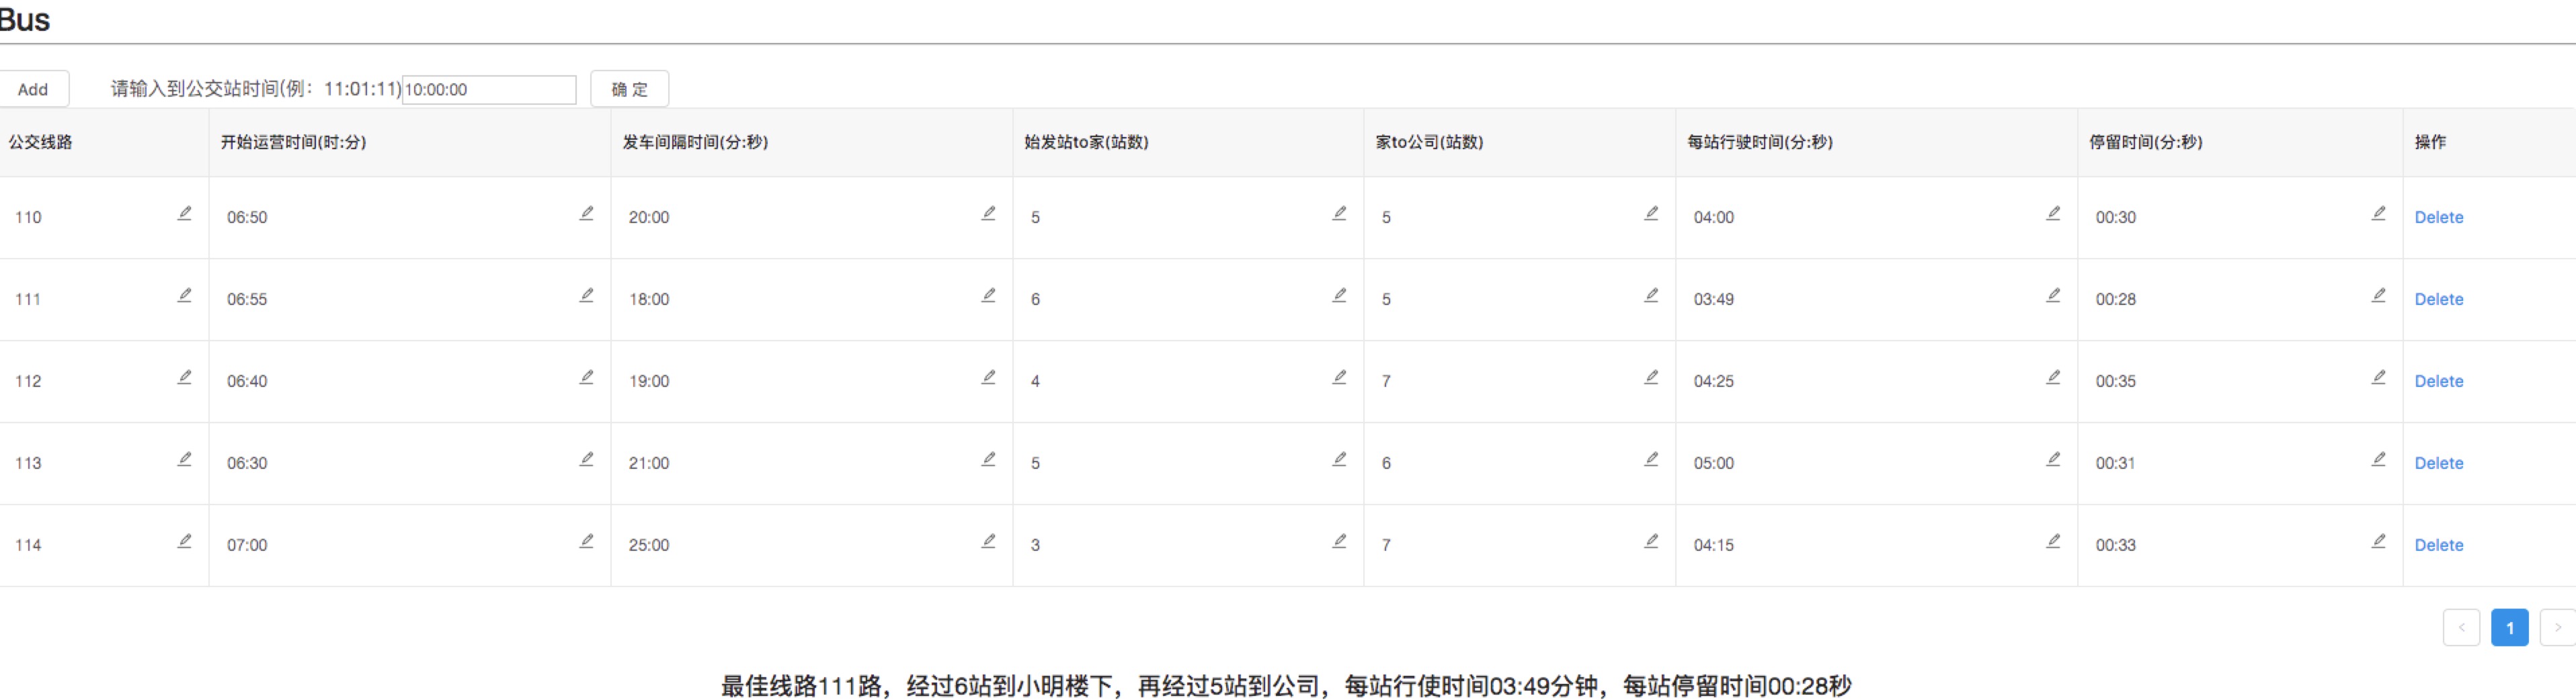 Bus
Add 请输入到公交站时间(例：11:01:11) 10:00:00 确 定
公交线路 开始运营时间(时:分) 发车间隔时间(分:秒) 始发站to家(站数) 家to公司(站数) 每站行驶时间(分:秒) 停留时间(分:秒) 操作
110 06:50 20:00 5 5 04:00 00:30 Delete
111 06:55 18:00 6 5 03:49 00:28 Delete
112 06:40 19:00 4 7 04:25 00:35 Delete
113 06:30 21:00 5 6 05:00 00:31 Delete
114 07:00 25:00 3 7 04:15 00:33 Delete
< 1 >
最佳线路111路，经过6站到小明楼下，再经过5站到公司，每站行使时间03:49分钟，每站停留时间00:28秒